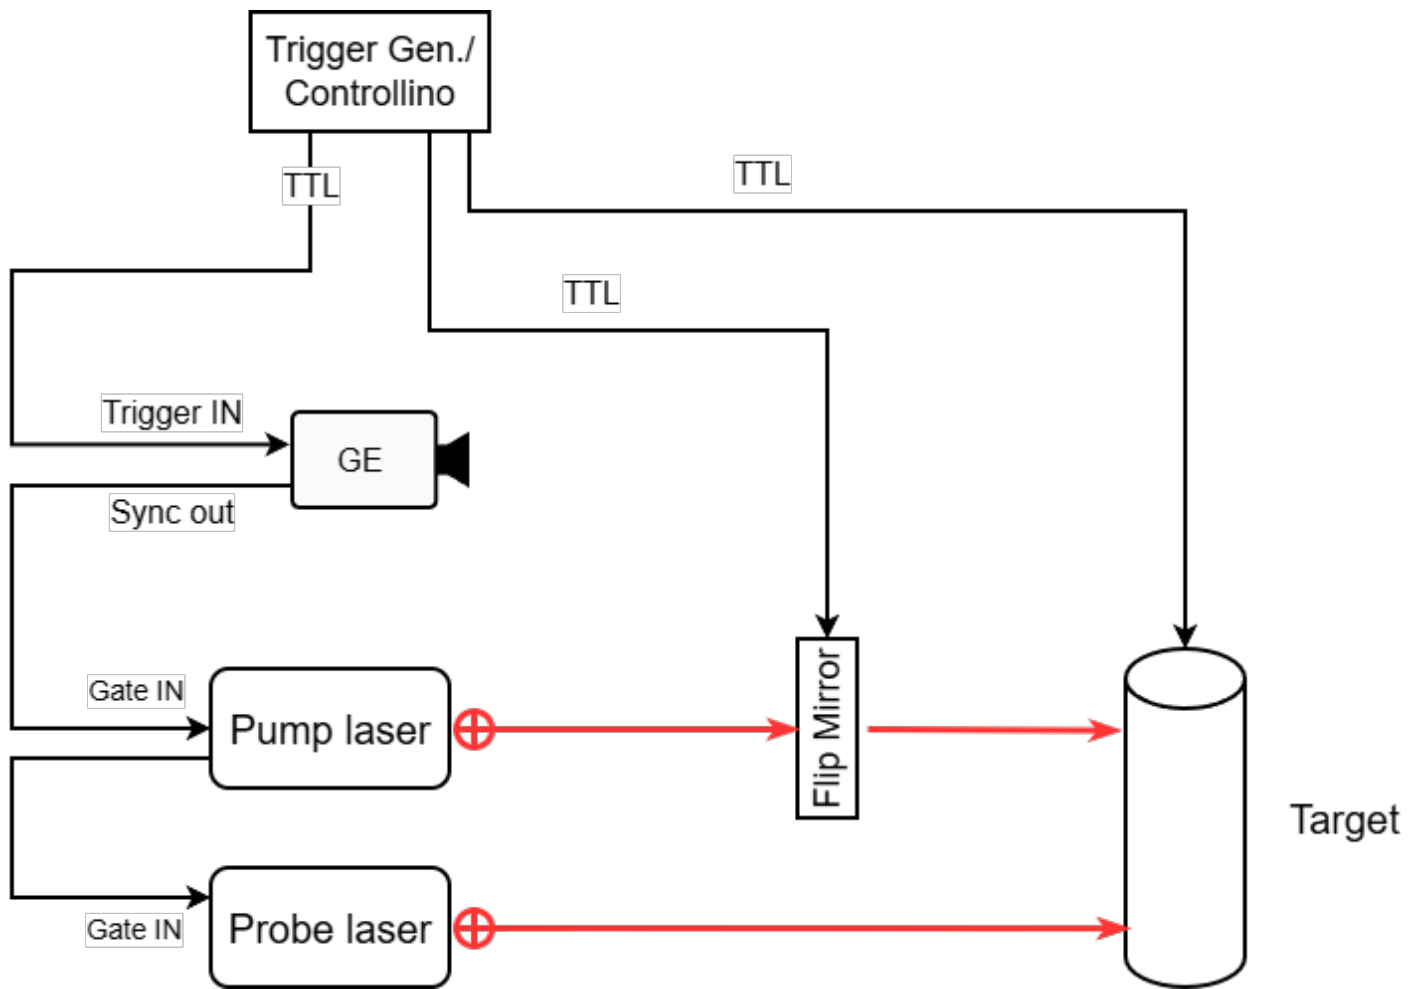 Trigger Gen./
Controllino
TTL
TTL
TTL
Trigger IN
GE
Sync out
Gate IN
Pump laser
Flip Mirror
Target
Gate IN
Probe laser